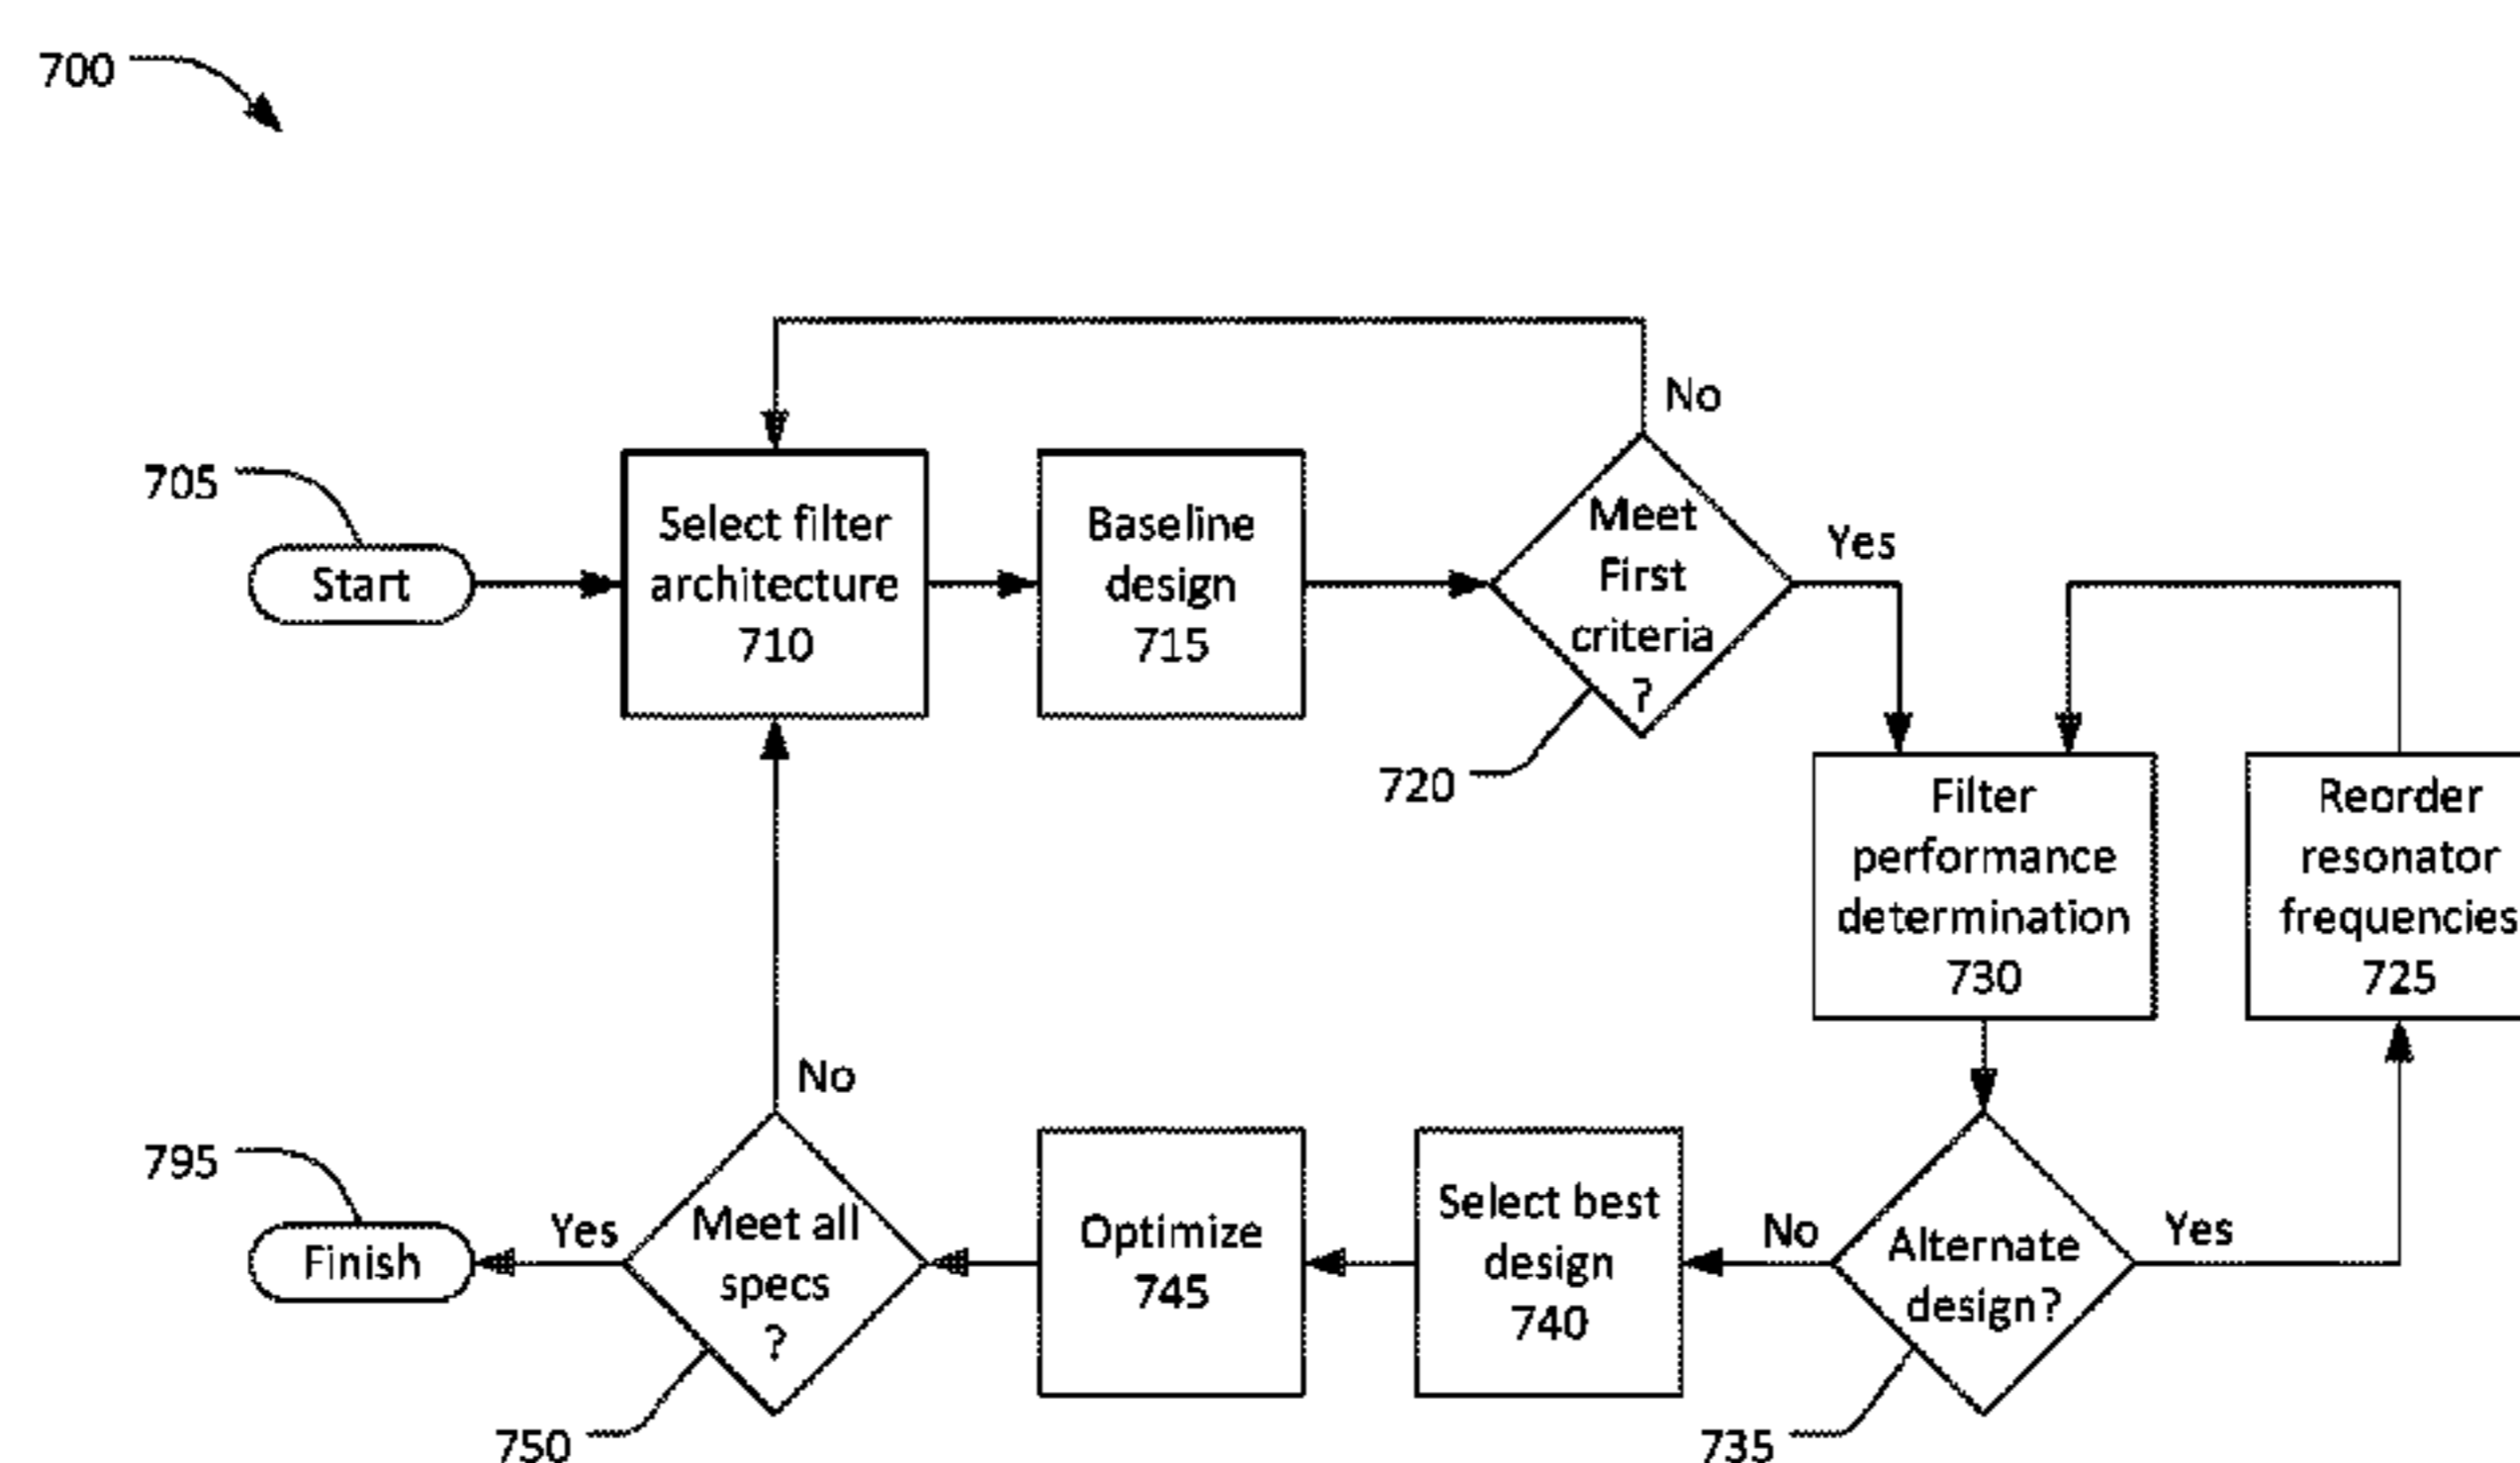 700
No
705
Select filter
architecture
710
Baseline
design
715
Meet
First
criteria
?
Yes
Start
720
Filter
performance
determination
730
Reorder
resonator
frequencies
725
No
795
Finish
Yes
Meet all
specs
?
750
Optimize
745
Select best
design
740
No
Alternate
design?
Yes
735